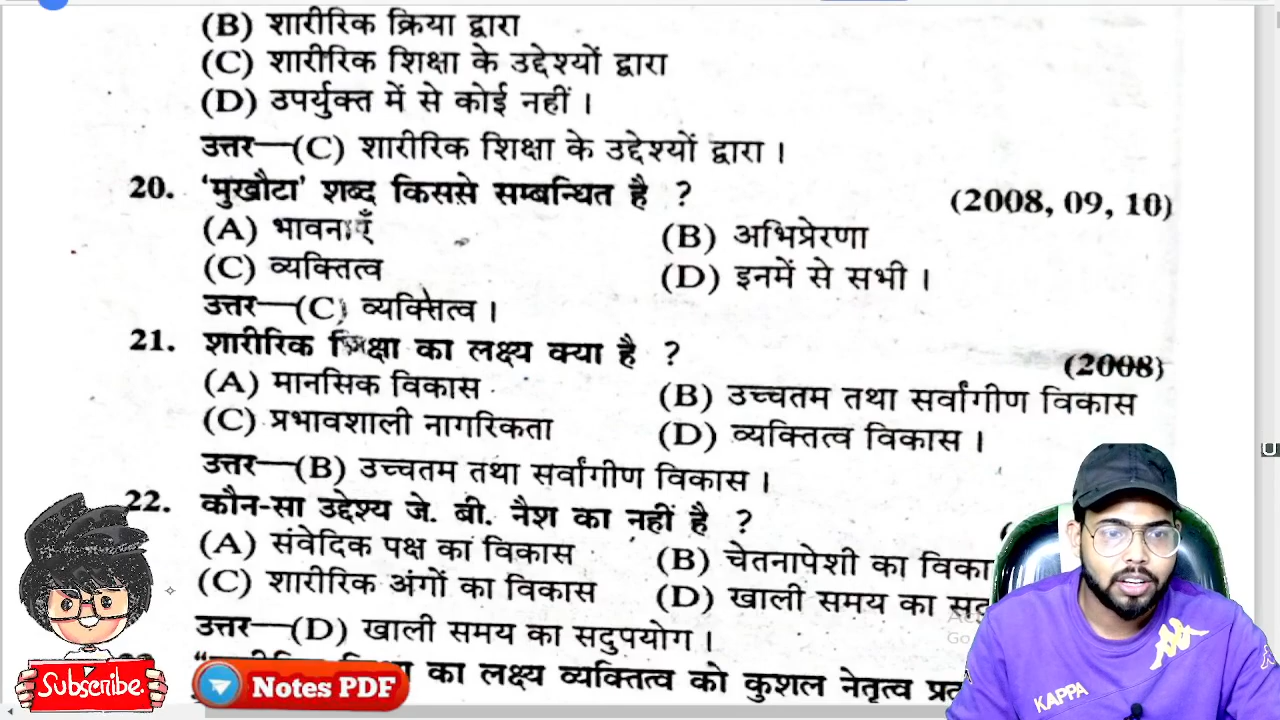 (B) शारीरिक क्रिया द्वारा
(C) शारीरिक शिक्षा के उद्देश्यों द्वारा
(D) उपर्युक्त में से कोई नहीं ।
उत्तर—(C) शारीरिक शिक्षा के उद्देश्यों द्वारा ।
20. 'मुखौटा' शब्द किससे सम्बन्धित है ? (2008, 09, 10)
(A) भावनाएँ (B) अभिप्रेरणा
(C) व्यक्तित्व (D) इनमें से सभी ।
उत्तर—(C) व्यक्तित्व ।
21. शारीरिक शिक्षा का लक्ष्य क्या है ? (2008)
(A) मानसिक विकास (B) उच्चतम तथा सर्वांगीण विकास
(C) प्रभावशाली नागरिकता (D) व्यक्तित्व विकास ।
उत्तर—(B) उच्चतम तथा सर्वांगीण विकास ।
22. कौन-सा उद्देश्य जे. बी. नैश का नहीं है ?
(A) संवेदिक पक्ष का विकास (B) चेतनापेशी का विका
(C) शारीरिक अंगों का विकास (D) खाली समय का
उत्तर—(D) खाली समय का सदुपयोग ।
का लक्ष्य व्यक्तित्व को कुशल नेतृत्व
Subscribe.
Notes PDF
KAPPA